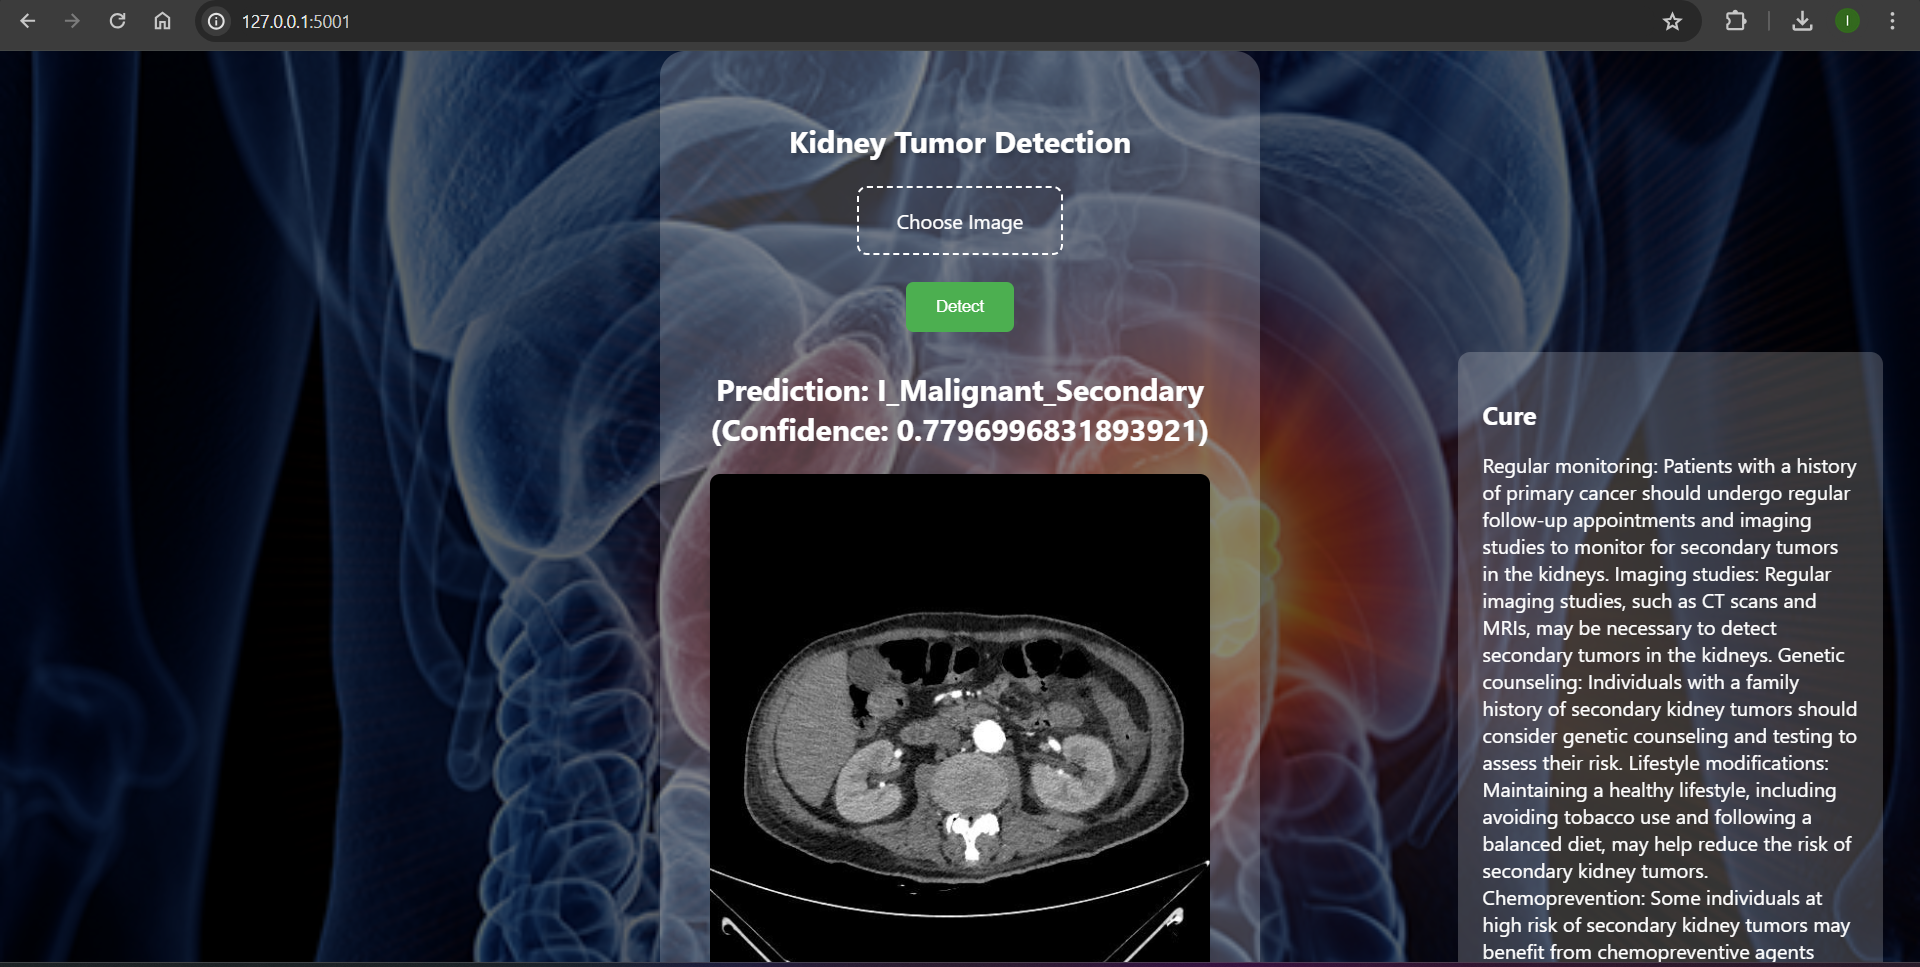 127.0.0.1:5001
I
Kidney Tumor Detection
Choose Image
Detect
Prediction: I_Malignant_Secondary
(Confidence: 0.7796996831893921)
Cure
Regular monitoring: Patients with a history
of primary cancer should undergo regular
follow-up appointments and imaging
studies to monitor for secondary tumors
in the kidneys. Imaging studies: Regular
imaging studies, such as CT scans and
MRIs, may be necessary to detect
secondary tumors in the kidneys. Genetic
counseling: Individuals with a family
history of secondary kidney tumors should
consider genetic counseling and testing to
assess their risk. Lifestyle modifications:
Maintaining a healthy lifestyle, including
avoiding tobacco use and following a
balanced diet, may help reduce the risk of
secondary kidney tumors.
Chemoprevention: Some individuals at
high risk of secondary kidney tumors may
benefit from chemopreventive agents